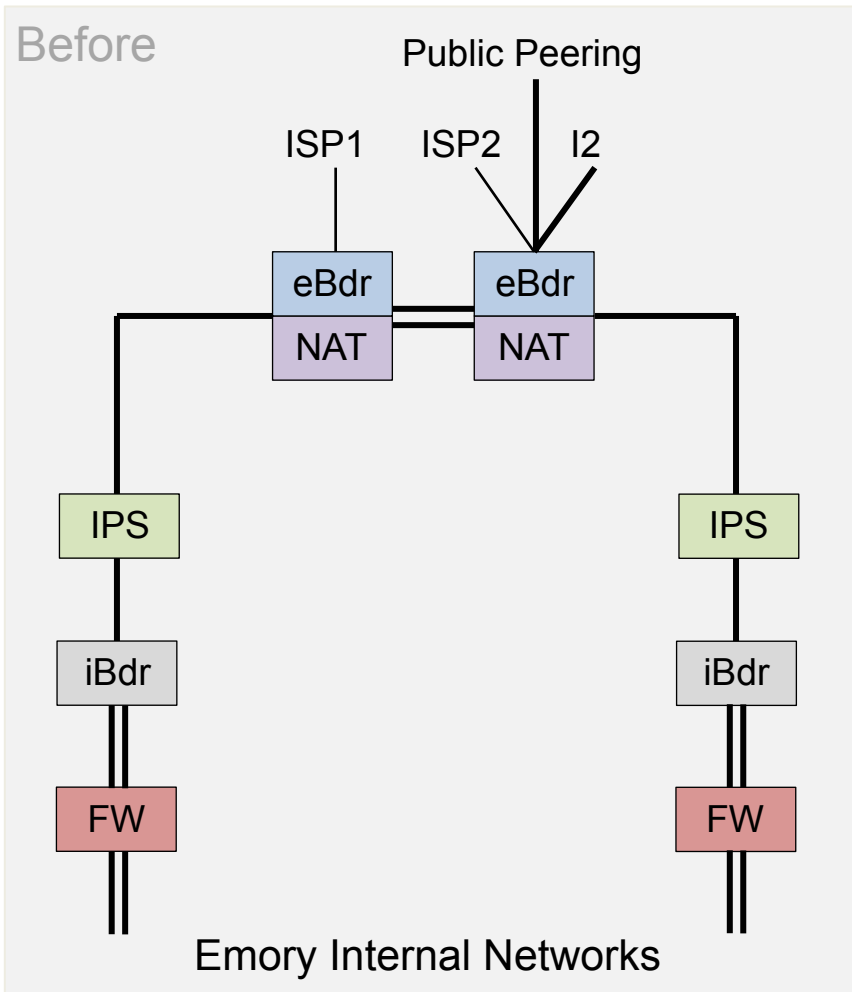 Before
Public Peering
ISP1 ISP2 I2
eBdr eBdr
NAT NAT
IPS IPS
iBdr iBdr
FW FW
Emory Internal Networks